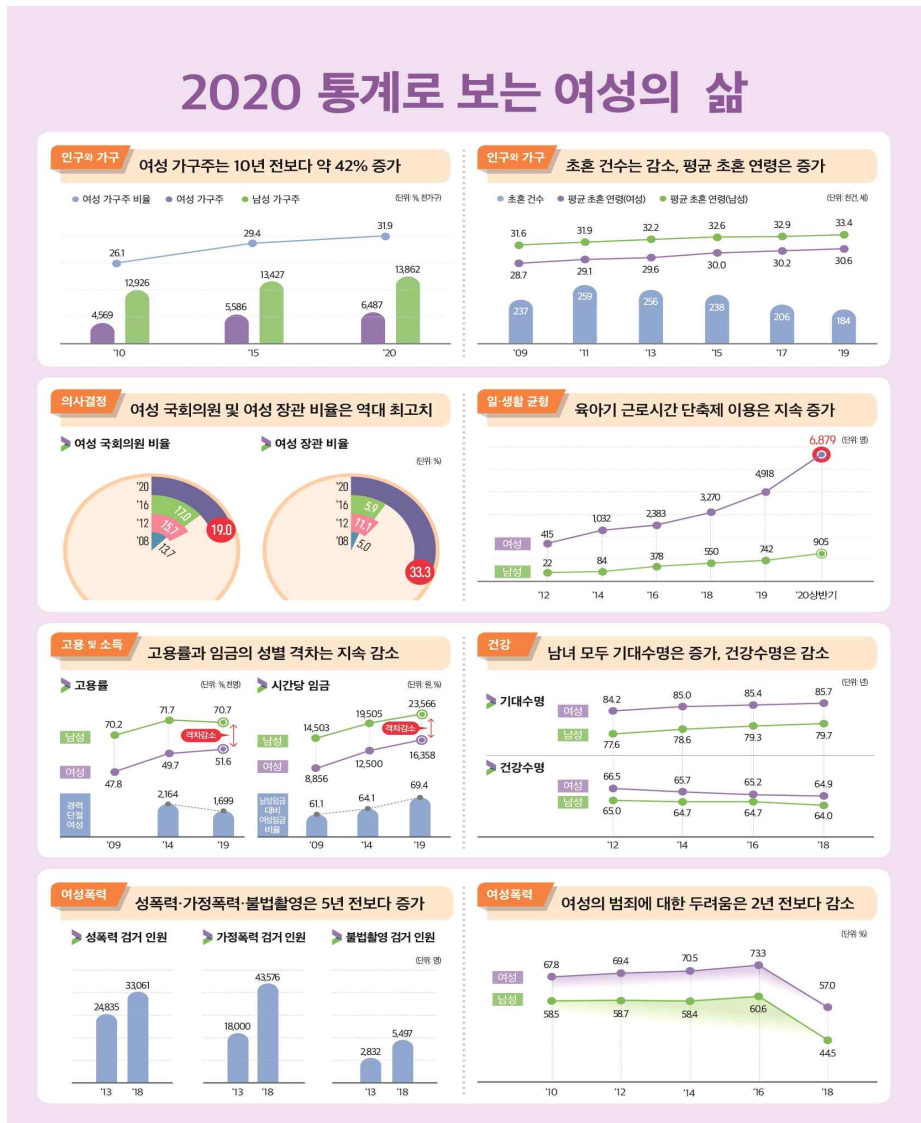 2020 통계로 보는 여성의 삶
인구와 가구
여성 가구주는 10년 전보다 약 42% 증가
여성 가구주 비율 여성 가구주 남성 가구주 (단위: %, 천가구)
26.1 29.4 31.9
4,569 12,926 5,586 13,427 6,487 13,862
'10 '15 '20
인구와 가구
초혼 건수는 감소, 평균 초혼 연령은 증가
초혼 건수 평균 초혼 연령(여성) 평균 초혼 연령(남성) (단위: 천건, 세)
31.6 31.9 32.2 32.6 32.9 33.4
28.7 29.1 29.6 30.0 30.2 30.6
237 259 256 238 206 184
'09 '11 '13 '15 '17 '19
의사결정
여성 국회의원 및 여성 장관 비율은 역대 최고치
여성 국회의원 비율
'20 19.0
'16 17.0
'12 15.7
'08 13.7
여성 장관 비율
(단위: %)
'20 33.3
'16 5.9
'12 11.1
'08 5.0
일·생활 균형
육아기 근로시간 단축제 이용은 지속 증가
(단위: 명)
여성 415 1,032 2,383 3,270 4,918 6,879
남성 22 84 378 550 742 905
'12 '14 '16 '18 '19 '20상반기
고용 및 소득
고용률과 임금의 성별 격차는 지속 감소
고용률 (단위: %, 천명)
남성 70.2 71.7 70.7
격차감소
여성 47.8 49.7 51.6
경력
단절
여성
2,164 1,699
'09 '14 '19
시간당 임금 (단위: 원, %)
남성 14,503 19,505 23,566
격차감소
여성 8,856 12,500 16,358
남성임금
대비
여성임금
비율
61.1 64.1 69.4
'09 '14 '19
건강
남녀 모두 기대수명은 증가, 건강수명은 감소
(단위: 년)
기대수명
여성 84.2 85.0 85.4 85.7
남성 77.6 78.6 79.3 79.7
건강수명
여성 66.5 65.7 65.2 64.9
남성 65.0 64.7 64.7 64.0
'12 '14 '16 '18
여성폭력
성폭력·가정폭력·불법촬영은 5년 전보다 증가
성폭력 검거 인원
24,835 33,061
'13 '18
가정폭력 검거 인원
18,000 43,576
'13 '18
불법촬영 검거 인원
(단위: 명)
2,832 5,497
'13 '18
여성폭력
여성의 범죄에 대한 두려움은 2년 전보다 감소
(단위: %)
여성 67.8 69.4 70.5 73.3 57.0
남성 58.5 58.7 58.4 60.6 44.5
'10 '12 '14 '16 '18